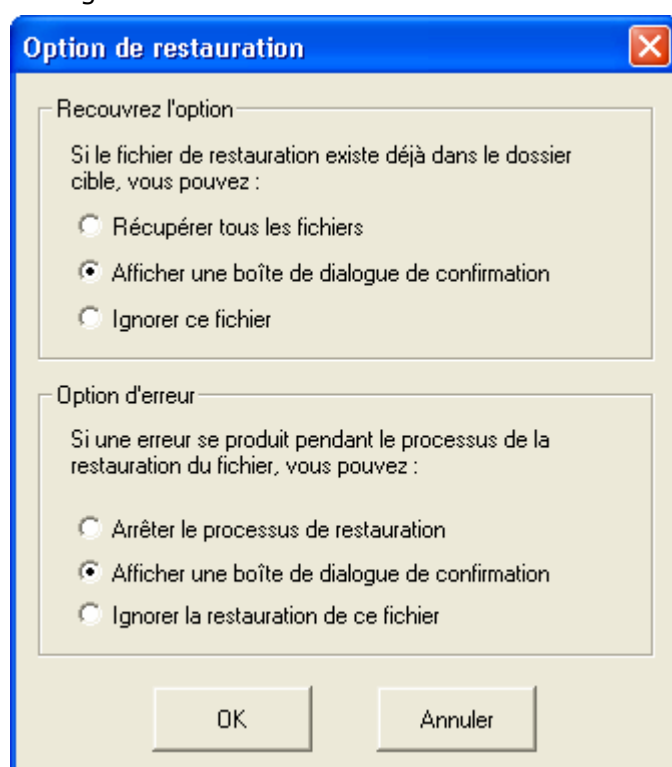 Option de restauration
Recouvrez l'option
Si le fichier de restauration existe déjà dans le dossier
cible, vous pouvez :
Récupérer tous les fichiers
Afficher une boîte de dialogue de confirmation
Ignorer ce fichier
Option d'erreur
Si une erreur se produit pendant le processus de la
restauration du fichier, vous pouvez :
Arrêter le processus de restauration
Afficher une boîte de dialogue de confirmation
Ignorer la restauration de ce fichier
OK
Annuler